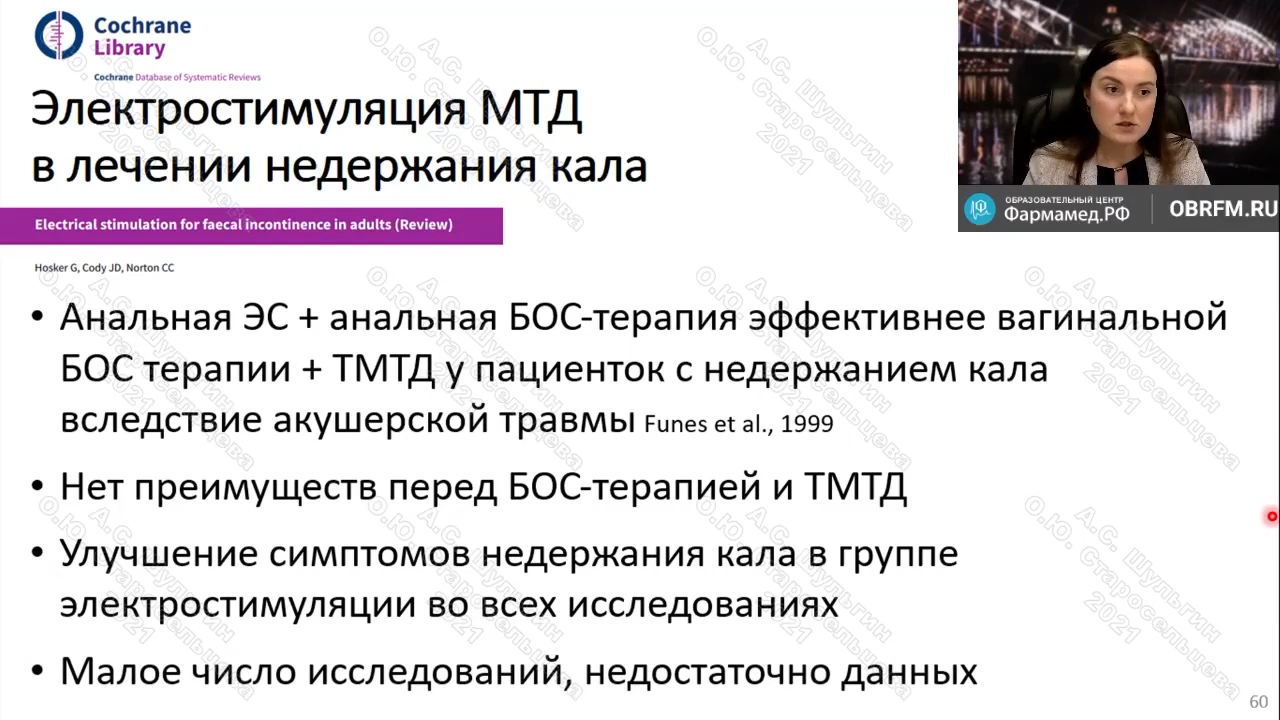 Cochrane
Library
Cochrane Database of Systematic Reviews
Электростимуляция МТД
в лечении недержания кала
Electrical stimulation for faecal incontinence in adults (Review)
Hosker G, Cody JD, Norton CC
• Анальная ЭС + анальная БОС-терапия эффективнее вагинальной
БОС терапии + ТМТД у пациенток с недержанием кала
вследствие акушерской травмы Funes et al., 1999
• Нет преимуществ перед БОС-терапией и ТМТД
• Улучшение симптомов недержания кала в группе
электростимуляции во всех исследованиях
• Малое число исследований, недостаточно данных
60
ОБРАЗОВАТЕЛЬНЫЙ ЦЕНТР
Фармамед.РФ
OBRFM.RU
А.С. Шульгин
О.Ю. Старосельцева
2021